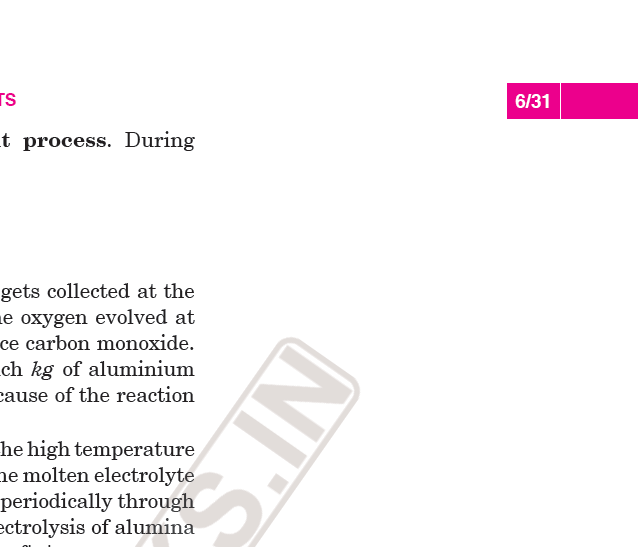 TS
6/31
t process. During
gets collected at the
he oxygen evolved at
ce carbon monoxide.
ch kg of aluminium
cause of the reaction
he high temperature
he molten electrolyte
periodically through
ectrolysis of alumina
S.IN